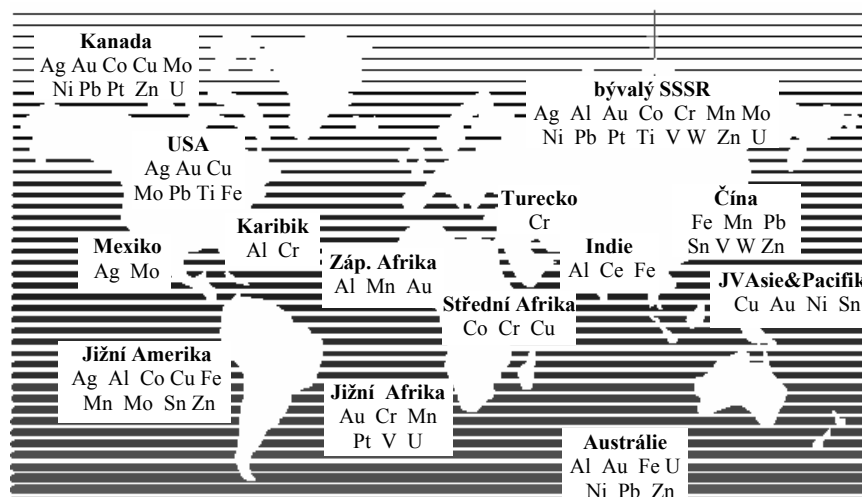 Kanada
Ag Au Co Cu Mo
Ni Pb Pt Zn U
bývalý SSSR
Ag Al Au Co Cr Mn Mo
Ni Pb Pt Ti V W Zn U
USA
Ag Au Cu
Mo Pb Ti Fe
Turecko
Cr
Čína
Fe Mn Pb
Sn V W Zn
Karibik
Al Cr
Mexiko
Ag Mo
Záp. Afrika
Al Mn Au
Indie
Al Ce Fe
JVAsie&Pacifik
Cu Au Ni Sn
Střední Afrika
Co Cr Cu
Jižní Amerika
Ag Al Co Cu Fe
Mn Mo Sn Zn
Jižní Afrika
Au Cr Mn
Pt V U
Austrálie
Al Au Fe U
Ni Pb Zn